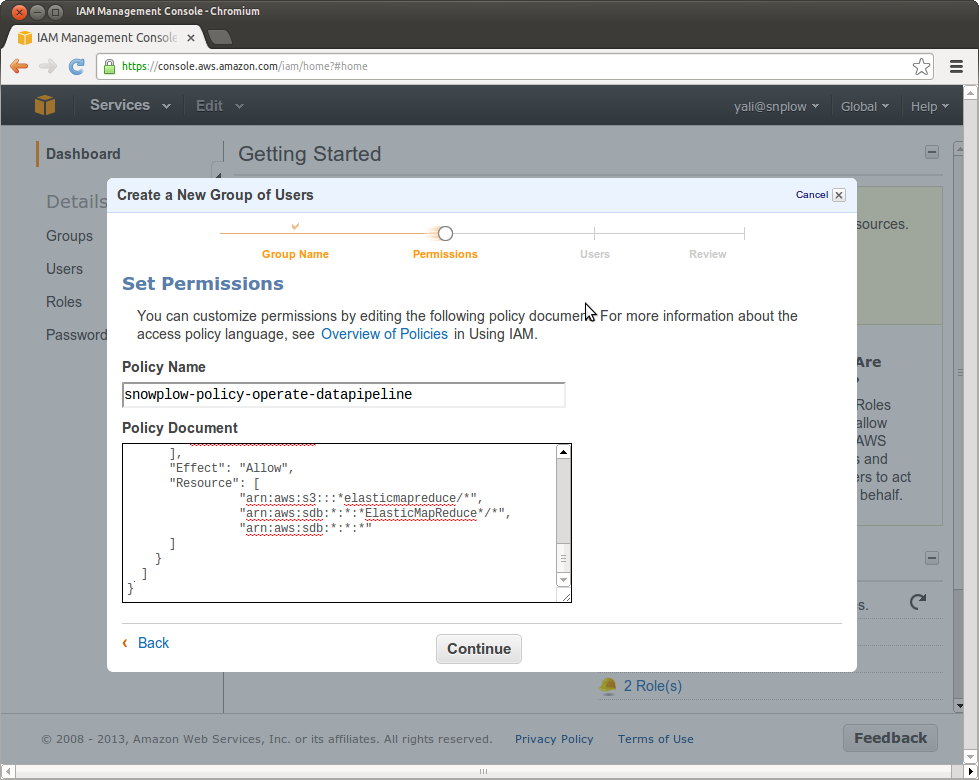 IAM Management Console - Chromium
IAM Management Console
https://console.aws.amazon.com/iam/home?#home
Services
Edit
yali@snplow
Global
Help
Dashboard
Getting Started
Details
Groups
Users
Roles
Password
sources.
Are
Roles
allow
AWS
s and
ers to act
behalf.
s.
2 Role(s)
Create a New Group of Users
Cancel
Group Name
Permissions
Users
Review
Set Permissions
You can customize permissions by editing the following policy document. For more information about the
access policy language, see Overview of Policies in Using IAM.
Policy Name
snowplow-policy-operate-datapipeline
Policy Document
],
"Effect": "Allow",
"Resource": [
"arn:aws:s3:::*elasticmapreduce/*",
"arn:aws:sdb:*:*:*ElasticMapReduce*/*",
"arn:aws:sdb:*:*:*"
]
}
]
}
Back
Continue
© 2008 - 2013, Amazon Web Services, Inc. or its affiliates. All rights reserved.
Privacy Policy
Terms of Use
Feedback